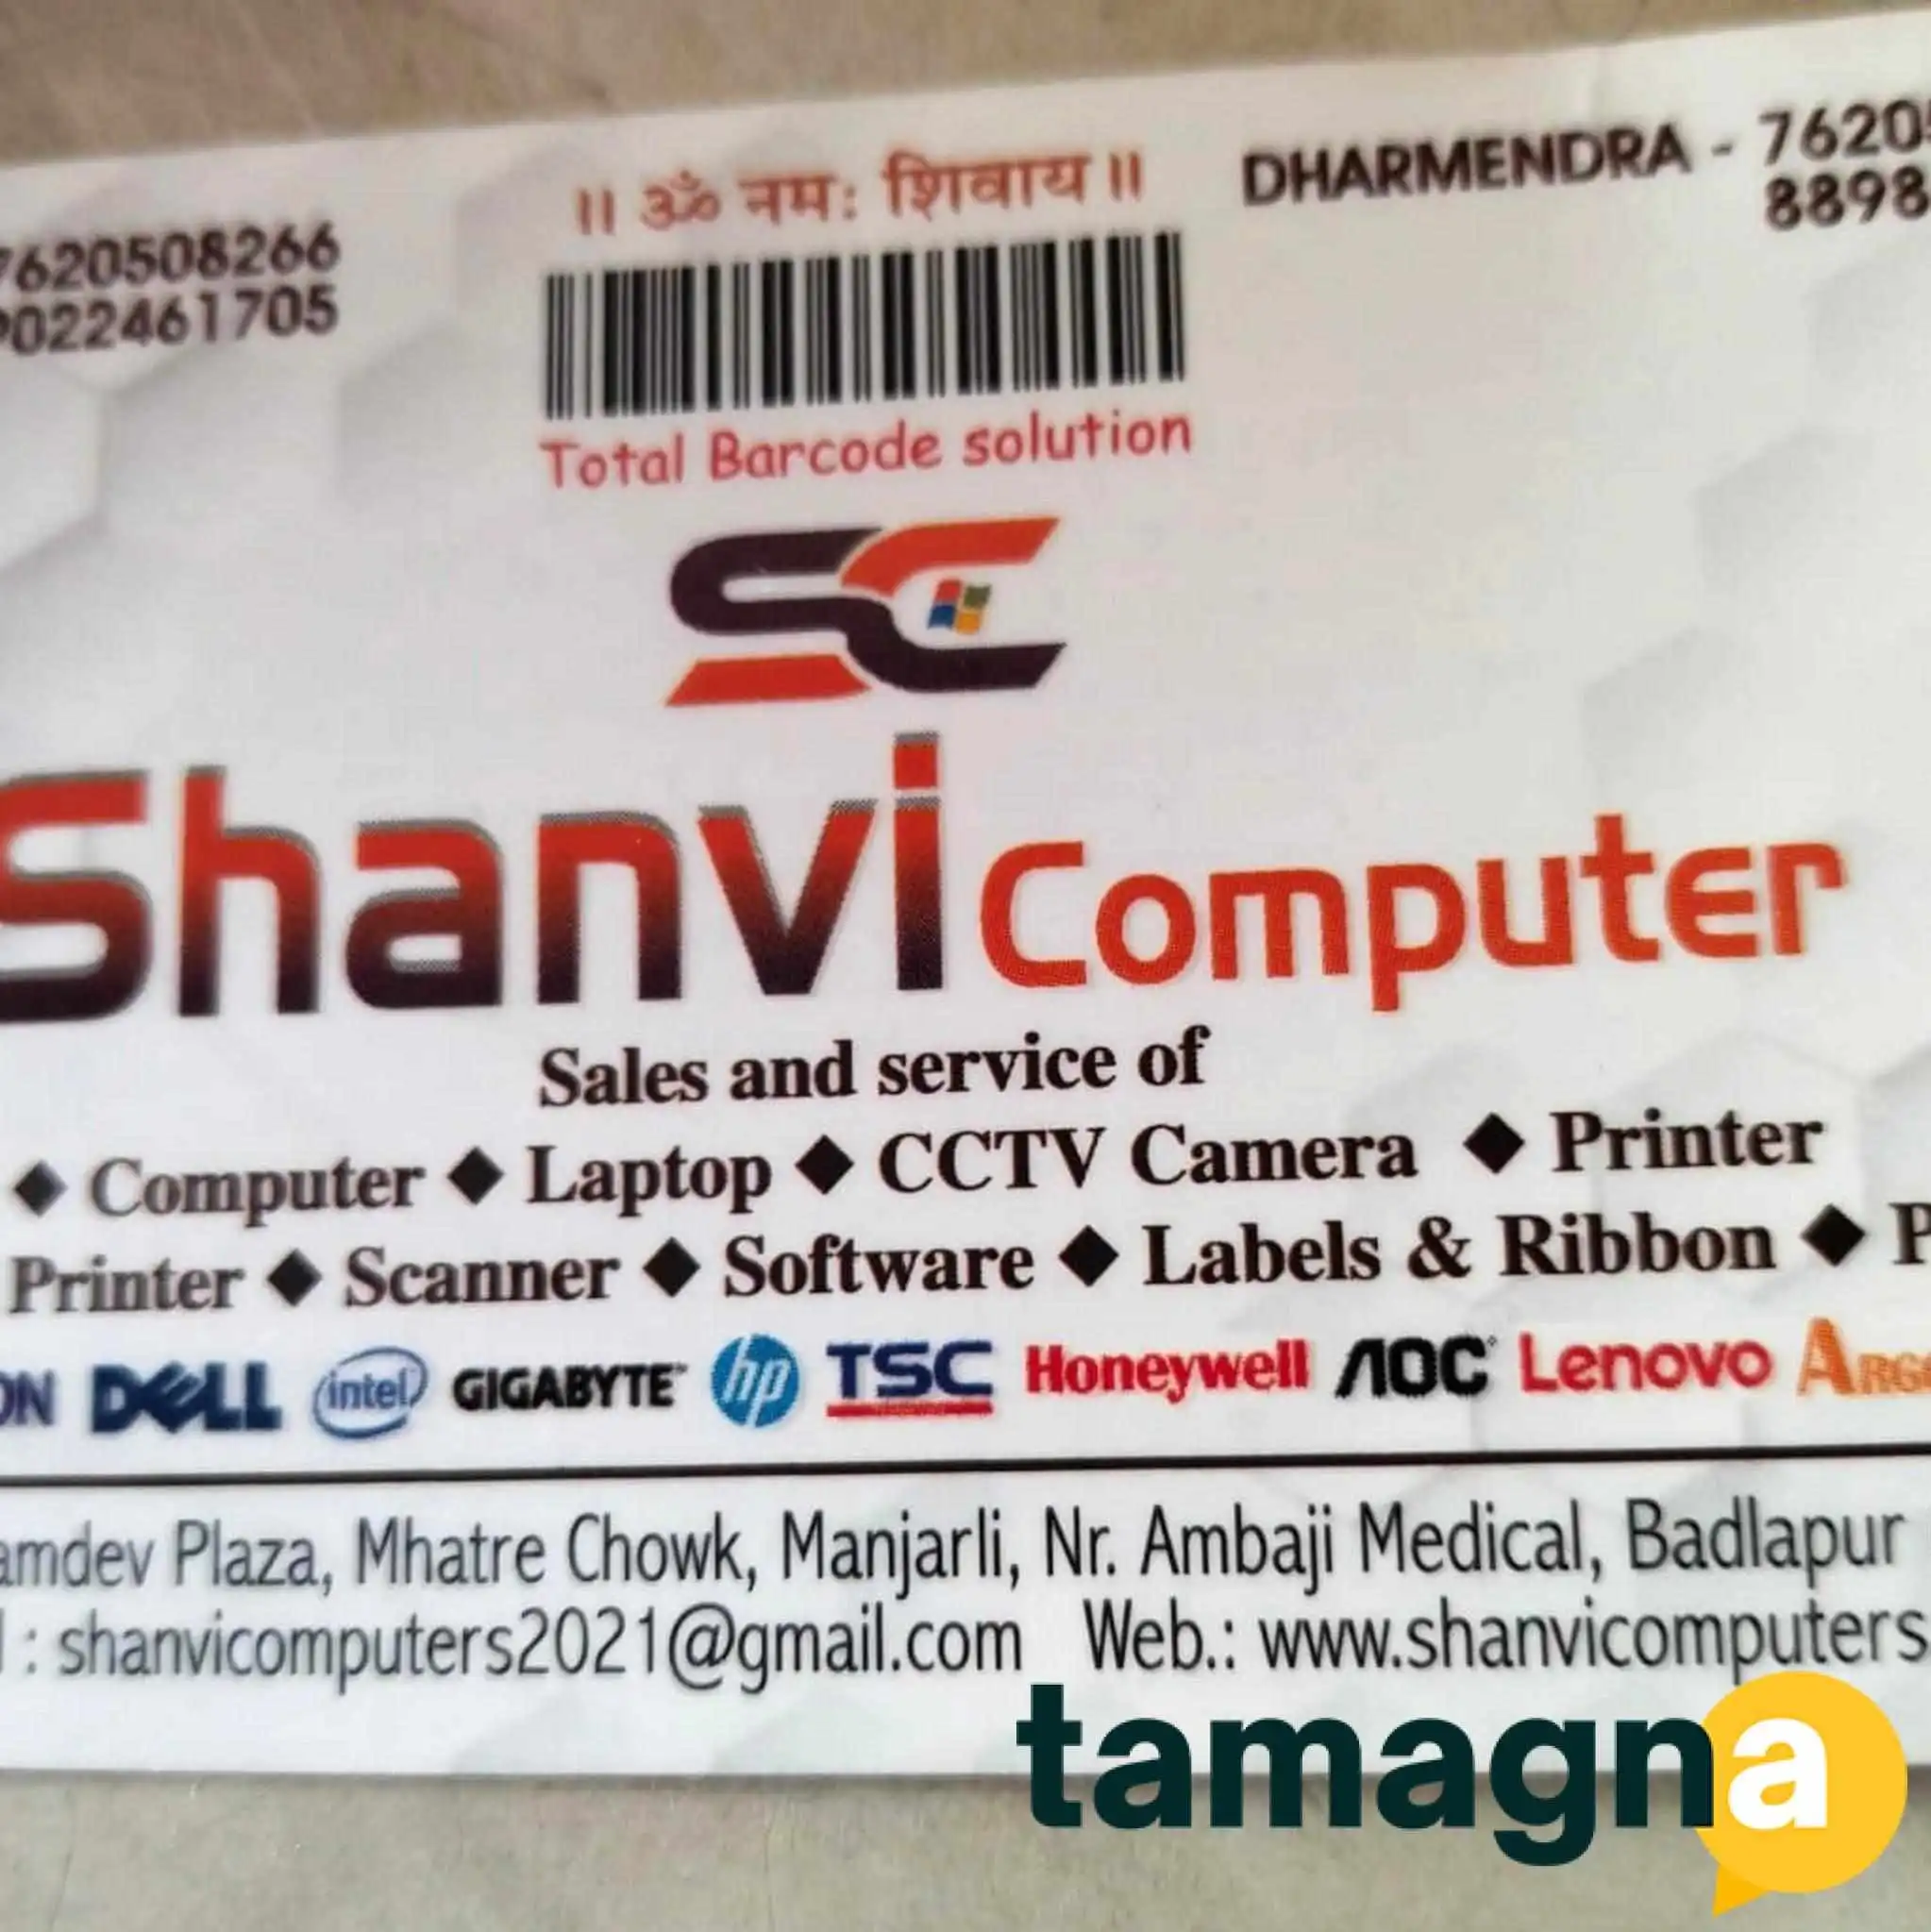 || ॐ नमः शिवाय ||
DHARMENDRA - 7620
8898
7620508266
9022461705
Total Barcode solution
SC
Shanvi Computer
Sales and service of
◆ Computer ◆ Laptop ◆ CCTV Camera ◆ Printer
Printer ◆ Scanner ◆ Software ◆ Labels & Ribbon ◆ P
DELL intel GIGABYTE hp TSC Honeywell AOC Lenovo
Plaza, Mhatre Chowk, Manjarli, Nr. Ambaji Medical, Badlapur
: shanvicomputers2021@gmail.com Web.: www.shanvicomputers
tamagna